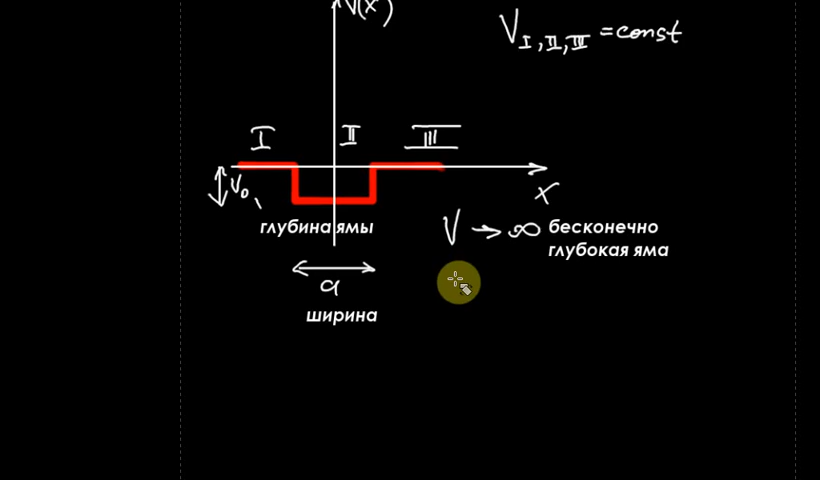 V(x)
V I, II, III = const
I
II
III
V₀
x
глубина ямы
V → ∞ бесконечно
глубокая яма
a
ширина